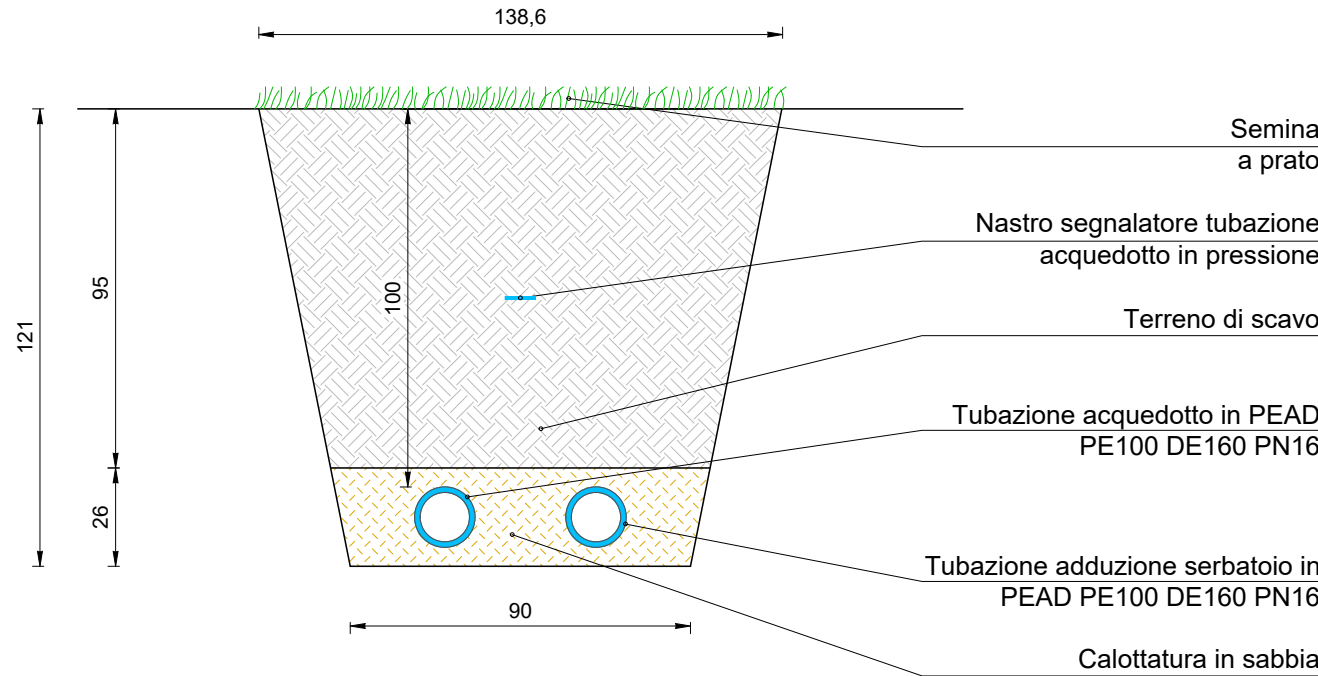 138,6
Semina
a prato
Nastro segnalatore tubazione
acquedotto in pressione
95
100
121
Terreno di scavo
Tubazione acquedotto in PEAD
PE100 DE160 PN16
26
Tubazione adduzione serbatoio in
PEAD PE100 DE160 PN16
90
Calottatura in sabbia